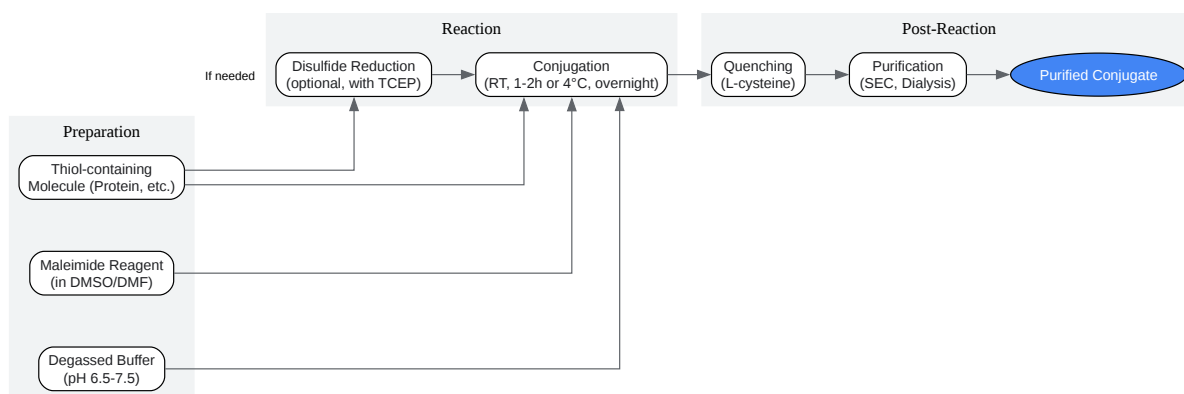 Reaction
Post-Reaction
If needed
Disulfide Reduction
(optional, with TCEP)
Conjugation
(RT, 1-2h or 4°C, overnight)
Quenching
(L-cysteine)
Purification
(SEC, Dialysis)
Purified Conjugate
Preparation
Thiol-containing
Molecule (Protein, etc.)
Maleimide Reagent
(in DMSO/DMF)
Degassed Buffer
(pH 6.5-7.5)